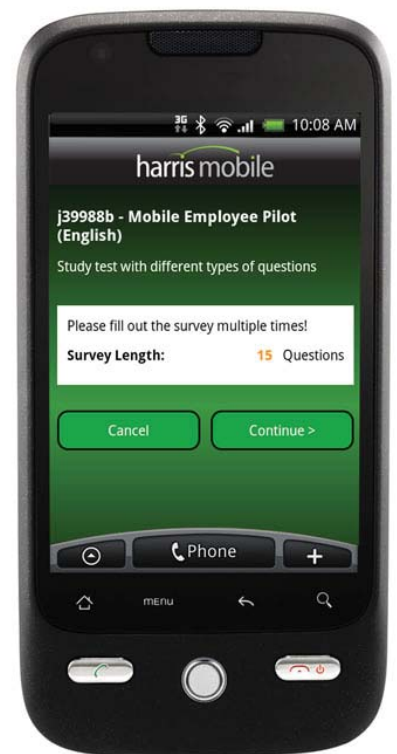 3G
10:08 AM
harris mobile
j39988b - Mobile Employee Pilot
(English)
Study test with different types of questions
Please fill out the survey multiple times!
Survey Length: 15 Questions
Cancel Continue >
Phone +
menu